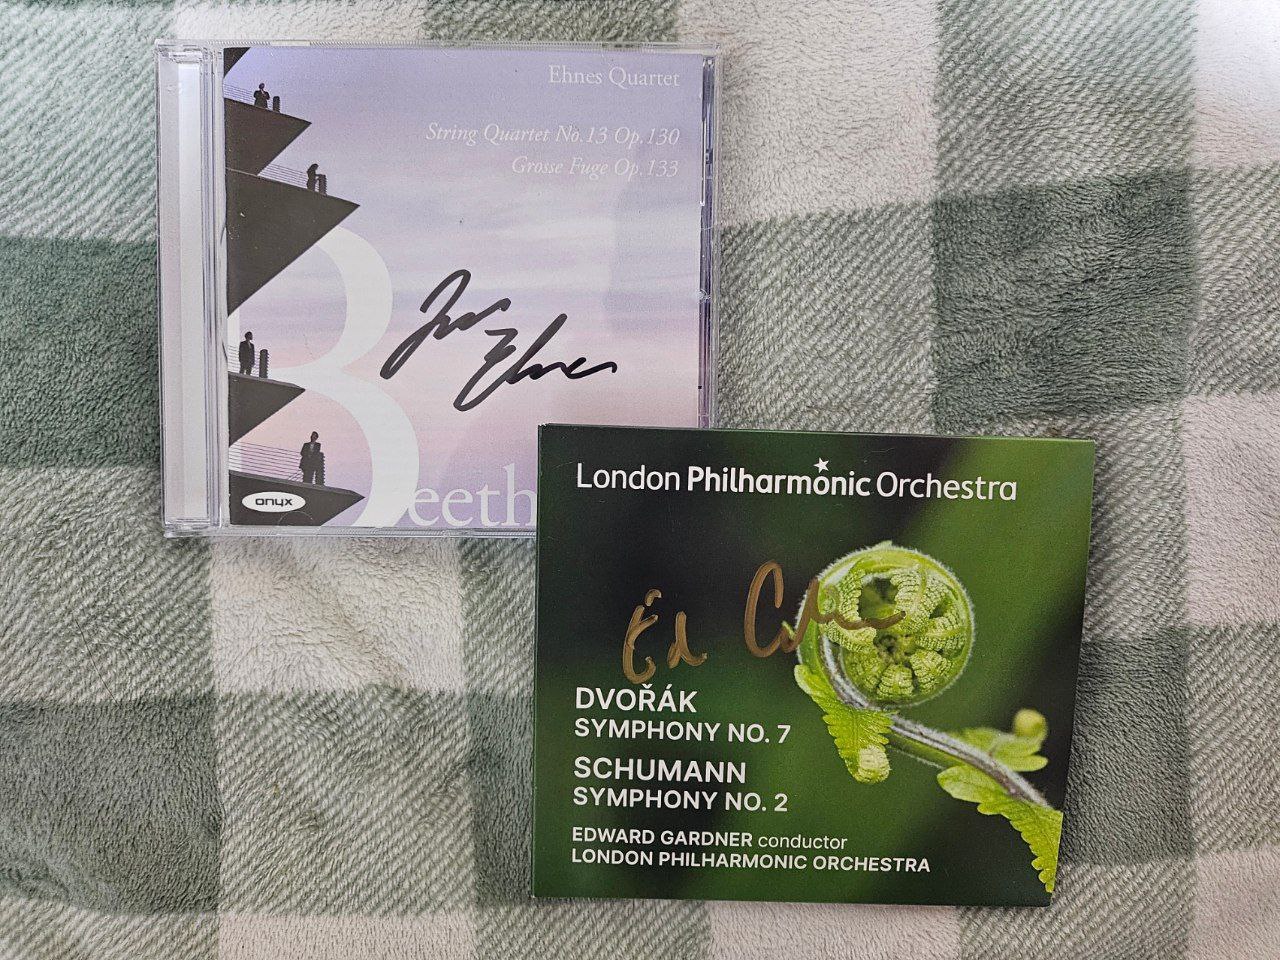 Ehnes Quartet
String Quartet No.13 Op.130
Grosse Fuge Op.133
Beeth
onyx
London Philharmonic Orchestra
DVOŘÁK
SYMPHONY NO. 7
SCHUMANN
SYMPHONY NO. 2
EDWARD GARDNER conductor
LONDON PHILHARMONIC ORCHESTRA